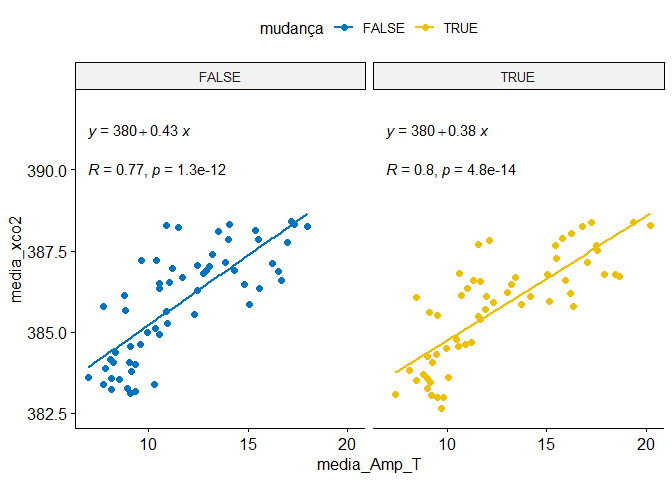 mudança FALSE TRUE
FALSE TRUE
y = 380+0.43 x
R = 0.77, p = 1.3e-12
y = 380+0.38 x
R = 0.8, p = 4.8e-14
390.0
387.5
385.0
382.5
media_xco2
10 15 20 10 15 20
media_Amp_T